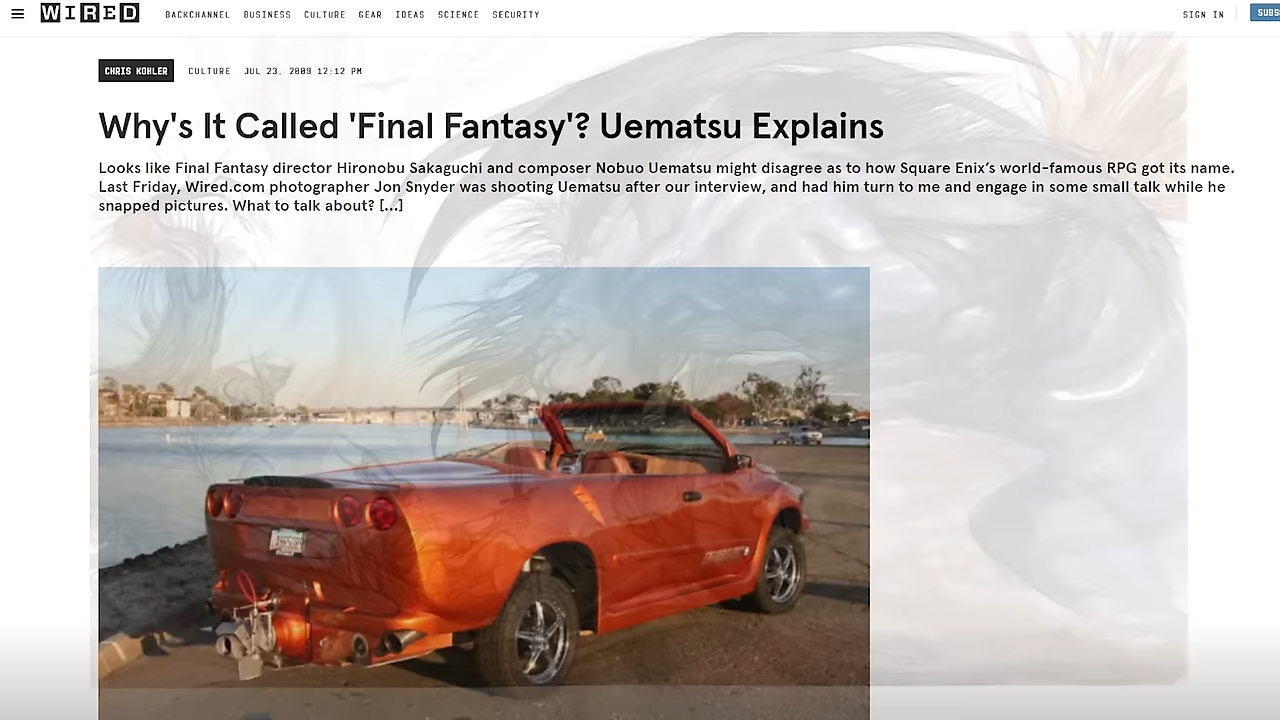 WIRED BACKCHANNEL BUSINESS CULTURE GEAR IDEAS SCIENCE SECURITY SIGN IN
CHRIS KOHLER CULTURE JUL 23, 2009 12:12 PM
Why's It Called 'Final Fantasy'? Uematsu Explains
Looks like Final Fantasy director Hironobu Sakaguchi and composer Nobuo Uematsu might disagree as to how Square Enix’s world-famous RPG got its name.
Last Friday, Wired.com photographer Jon Snyder was shooting Uematsu after our interview, and had him turn to me and engage in some small talk while he
snapped pictures. What to talk about? [...]